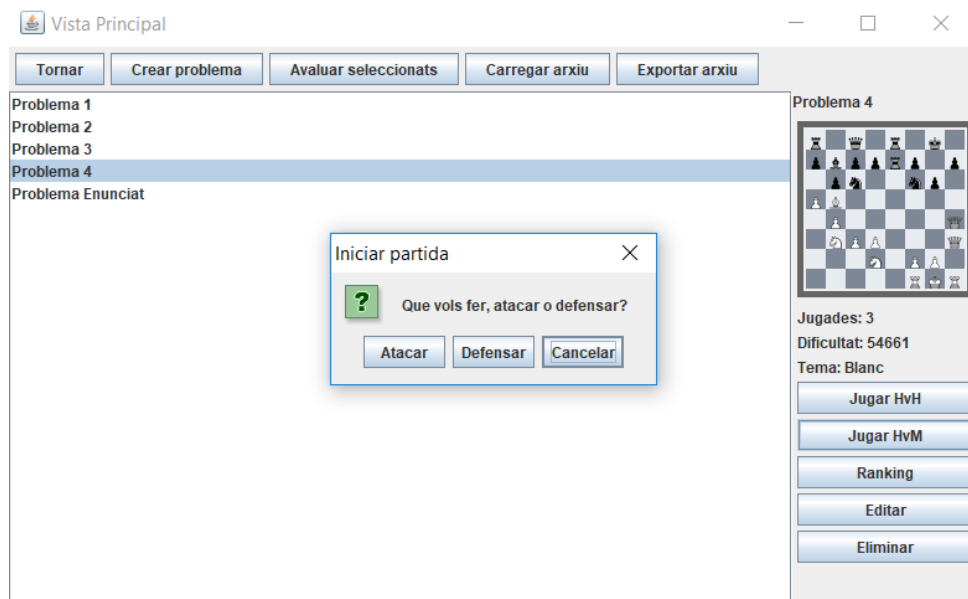 Vista Principal
Tornar Crear problema Avaluar seleccionats Carregar arxiu Exportar arxiu
Problema 1
Problema 2
Problema 3
Problema 4
Problema Enunciat
Iniciar partida
Que vols fer, atacar o defensar?
Atacar Defensar Cancelar
Problema 4
Jugades: 3
Dificultat: 54661
Tema: Blanc
Jugar HvH
Jugar HvM
Ranking
Editar
Eliminar